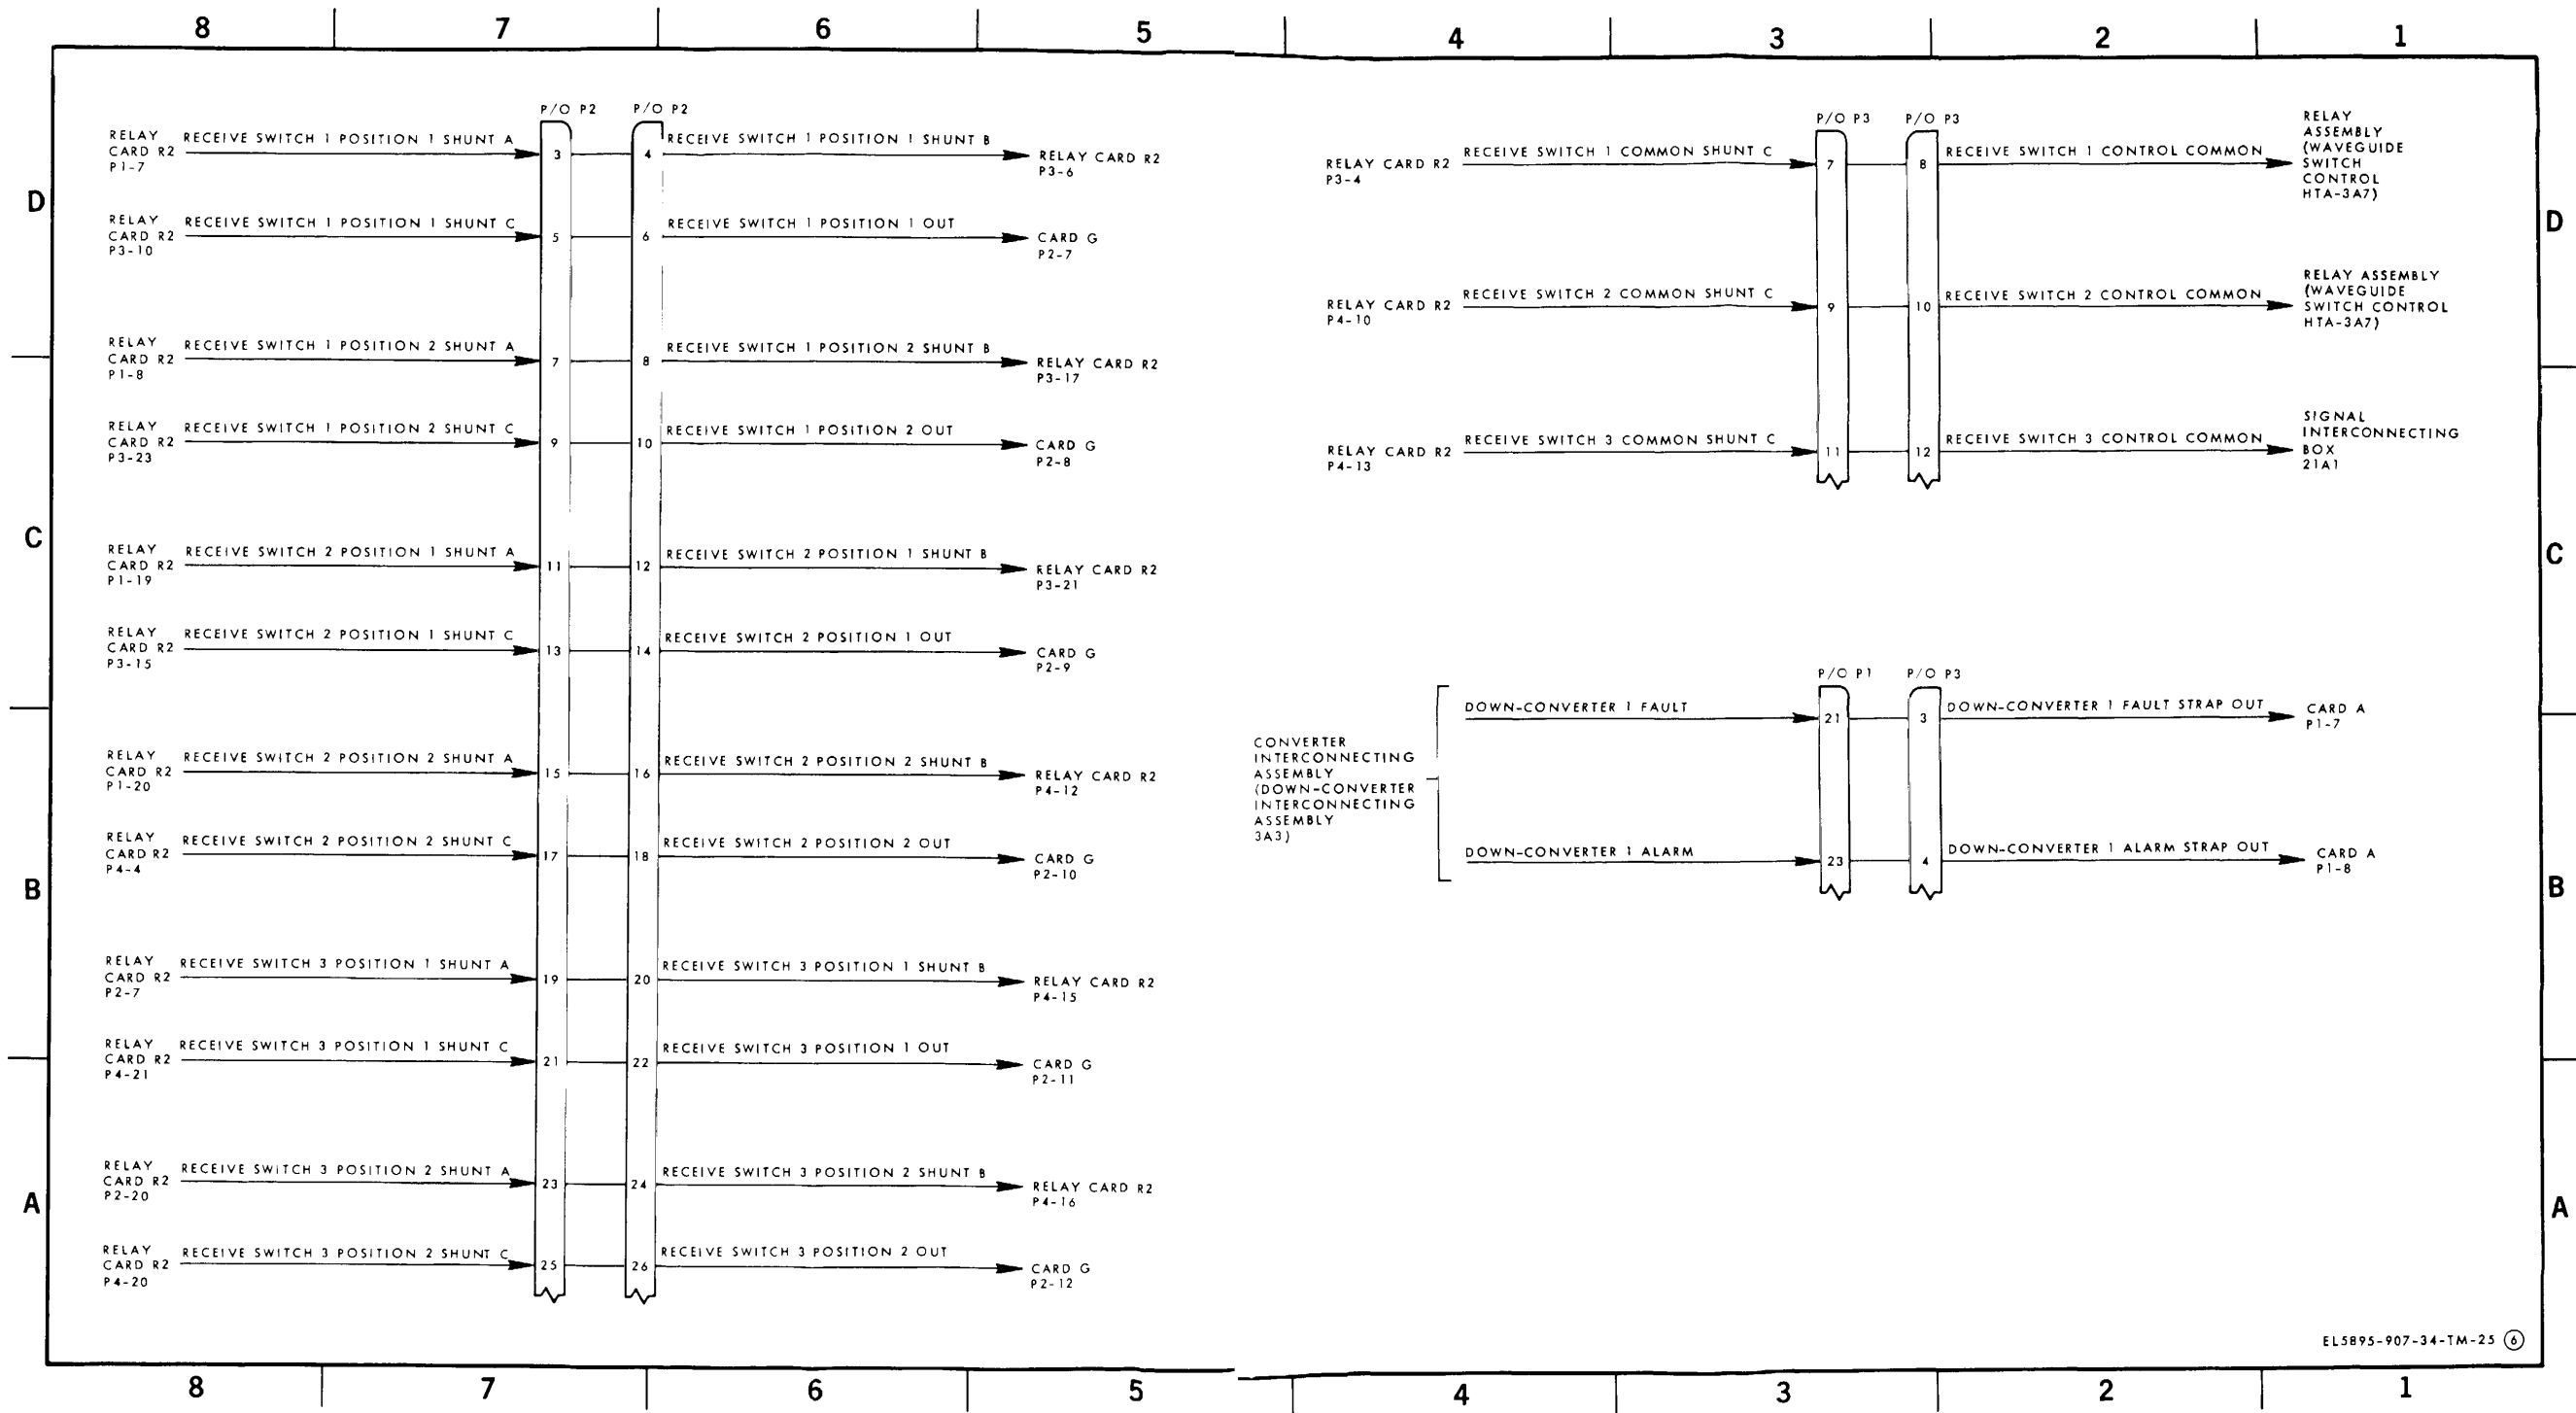 8 7 6 5 4 3 2 1
D
C
B
A
P/O P2 P/O P2
RELAY CARD R2 P1-7
RECEIVE SWITCH 1 POSITION 1 SHUNT A
3 4
RECEIVE SWITCH 1 POSITION 1 SHUNT B
RELAY CARD R2
P3-6
RELAY
CARD R2
P3-10
RECEIVE SWITCH 1 POSITION 1 SHUNT C
5 6
RECEIVE SWITCH 1 POSITION 1 OUT
CARD G
P2-7
RELAY
CARD R2
P1-8
RECEIVE SWITCH 1 POSITION 2 SHUNT A
7 8
RECEIVE SWITCH 1 POSITION 2 SHUNT B
RELAY CARD R2
P3-17
RELAY
CARD R2
P3-23
RECEIVE SWITCH 1 POSITION 2 SHUNT C
9 10
RECEIVE SWITCH 1 POSITION 2 OUT
CARD G
P2-8
RELAY
CARD R2
P1-19
RECEIVE SWITCH 2 POSITION 1 SHUNT A
11 12
RECEIVE SWITCH 2 POSITION 1 SHUNT B
RELAY CARD R2
P3-21
RELAY
CARD R2
P3-15
RECEIVE SWITCH 2 POSITION 1 SHUNT C
13 14
RECEIVE SWITCH 2 POSITION 1 OUT
CARD G
P2-9
RELAY
CARD R2
P1-20
RECEIVE SWITCH 2 POSITION 2 SHUNT A
15 16
RECEIVE SWITCH 2 POSITION 2 SHUNT B
RELAY CARD R2
P4-12
RELAY
CARD R2
P4-4
RECEIVE SWITCH 2 POSITION 2 SHUNT C
17 18
RECEIVE SWITCH 2 POSITION 2 OUT
CARD G
P2-10
RELAY
CARD R2
P2-7
RECEIVE SWITCH 3 POSITION 1 SHUNT A
19 20
RECEIVE SWITCH 3 POSITION 1 SHUNT B
RELAY CARD R2
P4-15
RELAY
CARD R2
P4-21
RECEIVE SWITCH 3 POSITION 1 SHUNT C
21 22
RECEIVE SWITCH 3 POSITION 1 OUT
CARD G
P2-11
RELAY
CARD R2
P2-20
RECEIVE SWITCH 3 POSITION 2 SHUNT A
23 24
RECEIVE SWITCH 3 POSITION 2 SHUNT B
RELAY CARD R2
P4-16
RELAY
CARD R2
P4-20
RECEIVE SWITCH 3 POSITION 2 SHUNT C
25 26
RECEIVE SWITCH 3 POSITION 2 OUT
CARD G
P2-12
P/O P3 P/O P3
RELAY CARD R2
P3-4
RECEIVE SWITCH 1 COMMON SHUNT C
7 8
RECEIVE SWITCH 1 CONTROL COMMON
RELAY
ASSEMBLY
(WAVEGUIDE
SWITCH
CONTROL
HTA-3A7)
RELAY CARD R2
P4-10
RECEIVE SWITCH 2 COMMON SHUNT C
9 10
RECEIVE SWITCH 2 CONTROL COMMON
RELAY ASSEMBLY
(WAVEGUIDE
SWITCH CONTROL
HTA-3A7)
RELAY CARD R2
P4-13
RECEIVE SWITCH 3 COMMON SHUNT C
11 12
RECEIVE SWITCH 3 CONTROL COMMON
SIGNAL
INTERCONNECTING
BOX
21A1
P/O P1 P/O P3
CONVERTER
INTERCONNECTING
ASSEMBLY
(DOWN-CONVERTER
INTERCONNECTING
ASSEMBLY
3A3)
DOWN-CONVERTER 1 FAULT
21 3
DOWN-CONVERTER 1 FAULT STRAP OUT
CARD A
P1-7
DOWN-CONVERTER 1 ALARM
23 4
DOWN-CONVERTER 1 ALARM STRAP OUT
CARD A
P1-8
D
C
B
A
EL5895-907-34-TM-25 6
8 7 6 5 4 3 2 1